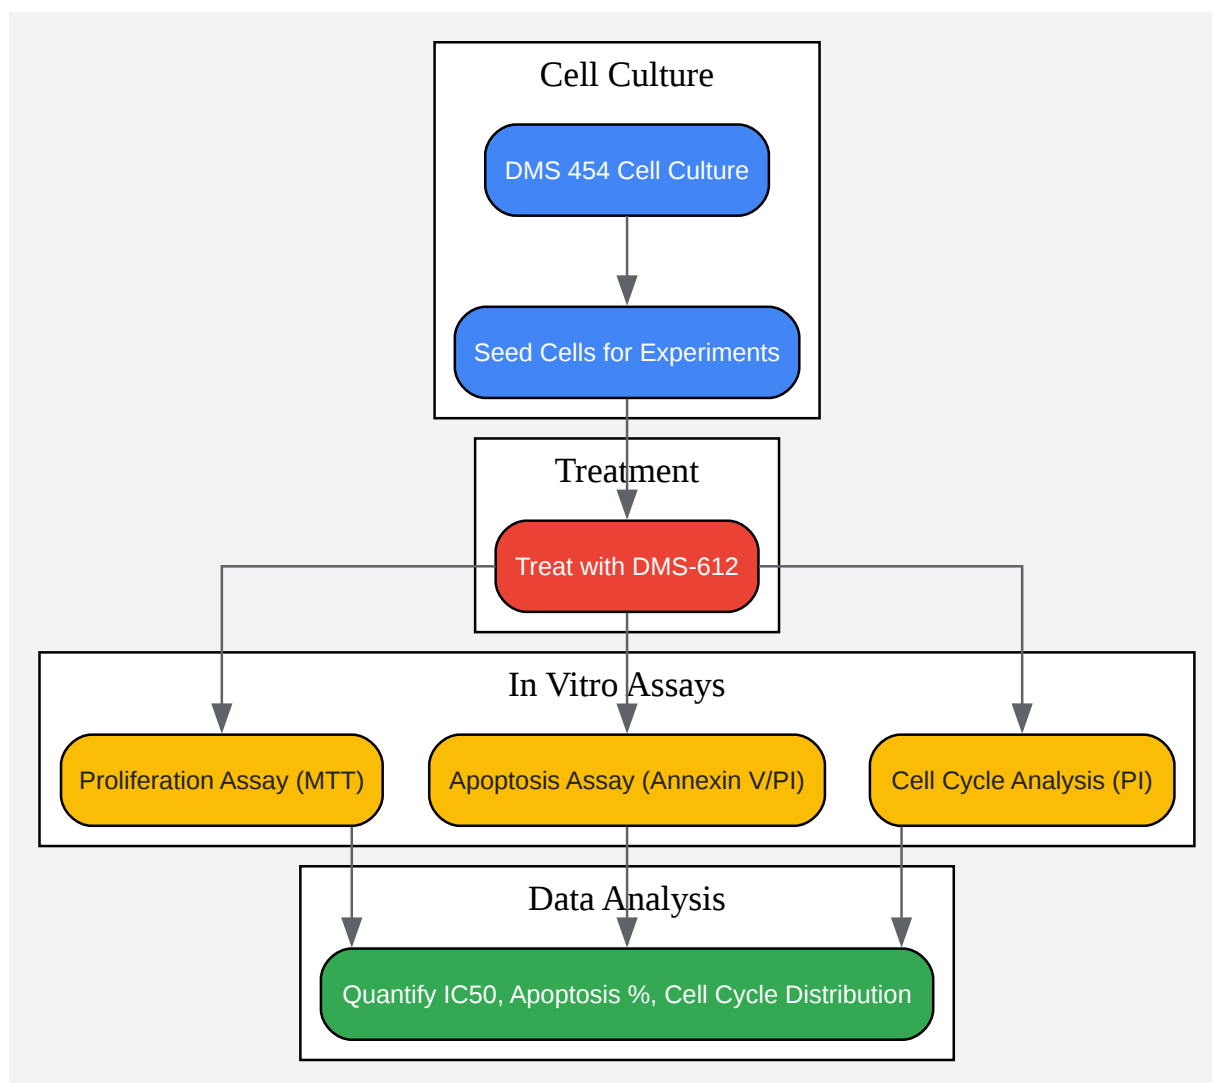 Cell Culture
DMS 454 Cell Culture
Seed Cells for Experiments
Treatment
Treat with DMS-612
In Vitro Assays
Proliferation Assay (MTT)
Apoptosis Assay (Annexin V/PI)
Cell Cycle Analysis (PI)
Data Analysis
Quantify IC50, Apoptosis %, Cell Cycle Distribution